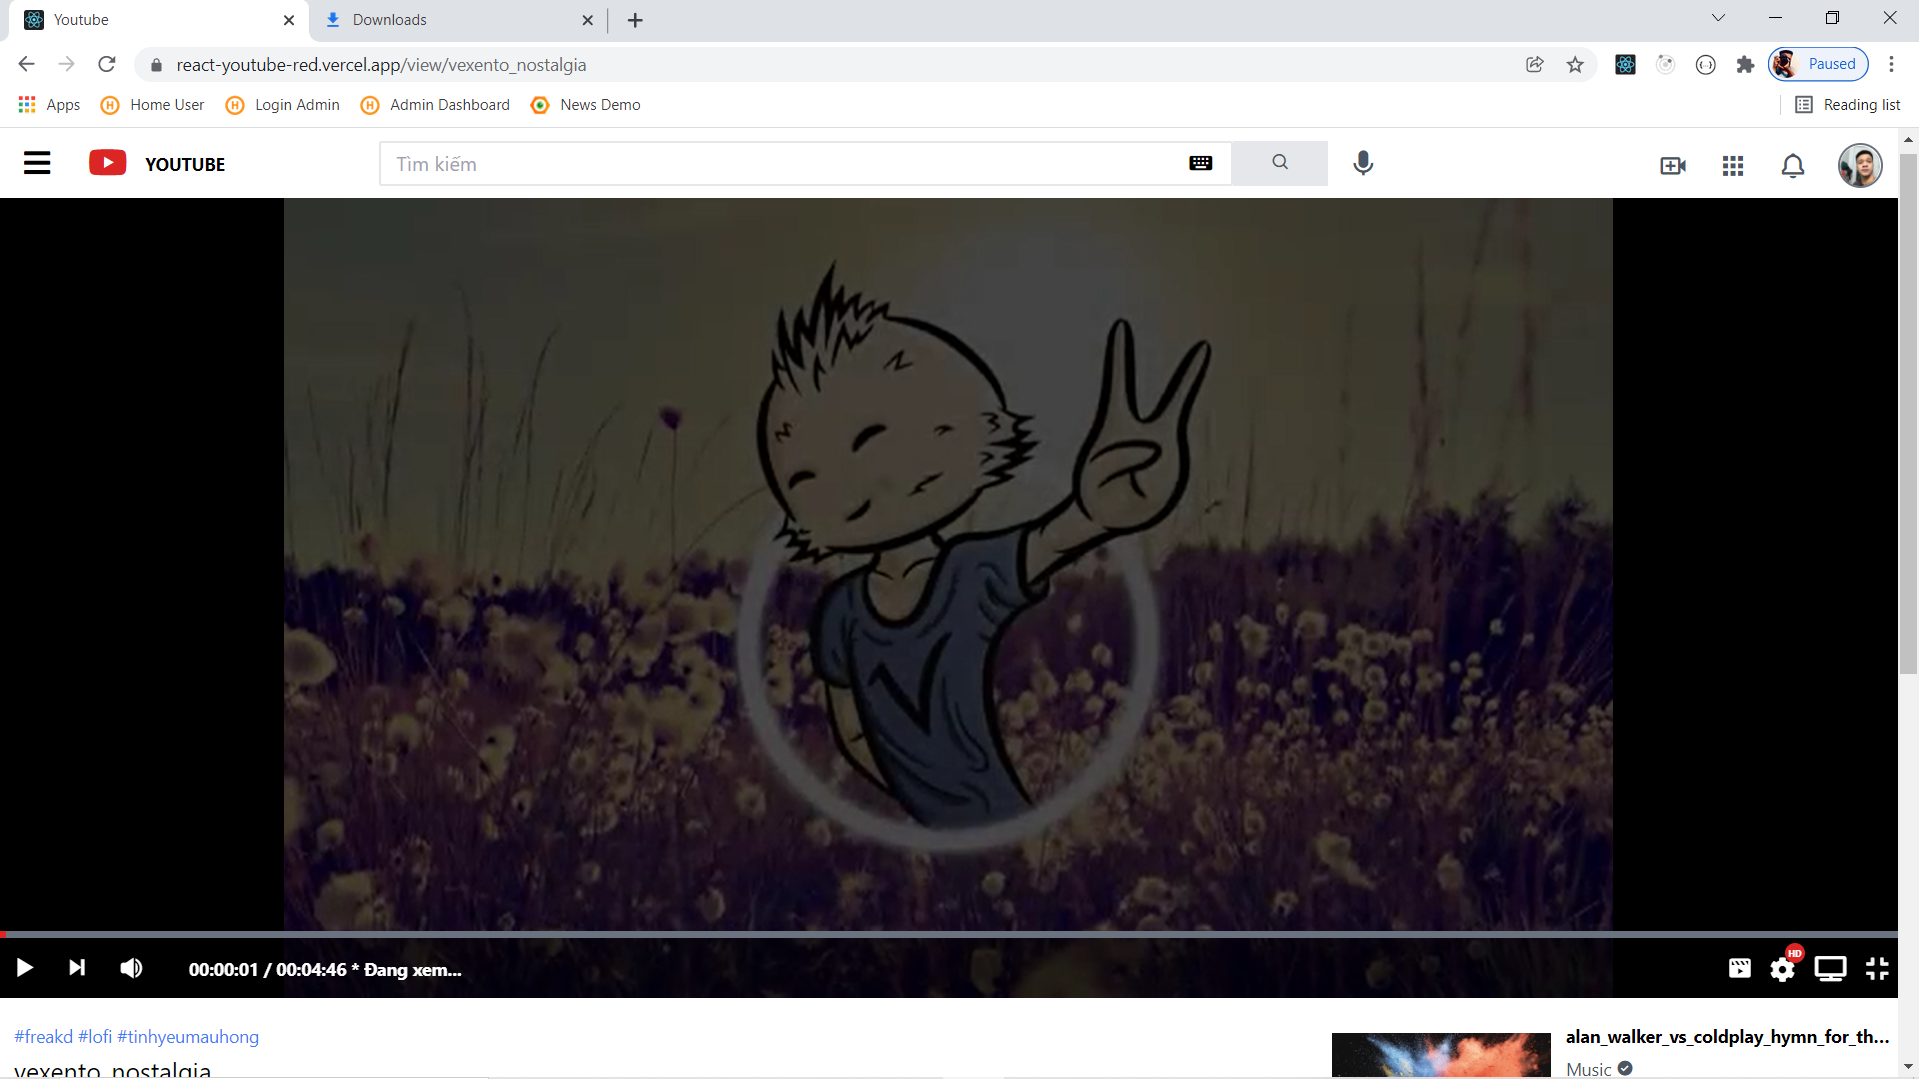 Youtube
Downloads
react-youtube-red.vercel.app/view/vexento_nostalgia
Paused
Apps
Home User
Login Admin
Admin Dashboard
News Demo
Reading list
YOUTUBE
Tìm kiếm
00:00:01 / 00:04:46 * Đang xem...
HD
#freakd #lofi #tinhyeumauhong
vexento_nostalgia
alan_walker_vs_coldplay_hymn_for_th...
Music